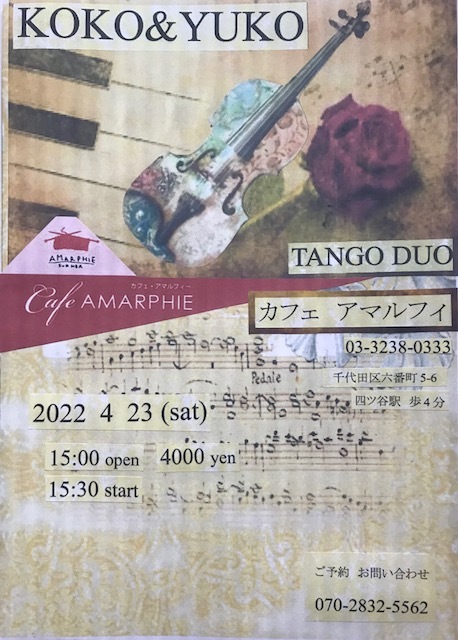 KOKO&YUKO
TANGO DUO
AMARPHIE
カフェ・アマルフィー
Cafe AMARPHIE
カフェ アマルフィ
03-3238-0333
千代田区六番町 5-6
四ツ谷駅 歩4分
Pedale
2022 4 23 (sat)
15:00 open 4000 yen
15:30 start
ご予約 お問い合わせ
070-2832-5562